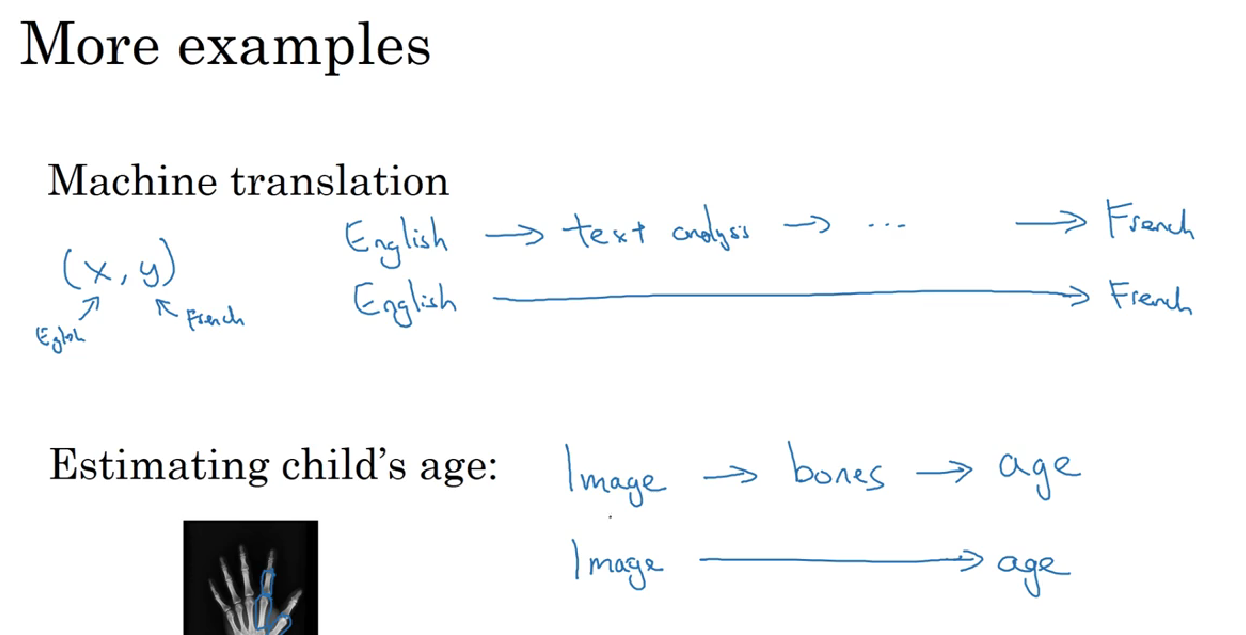 More examples
Machine translation
English → text analysis → ... → French
(x, y)
English → French
French
Estimating child's age:
Image → bones → age
Image → age